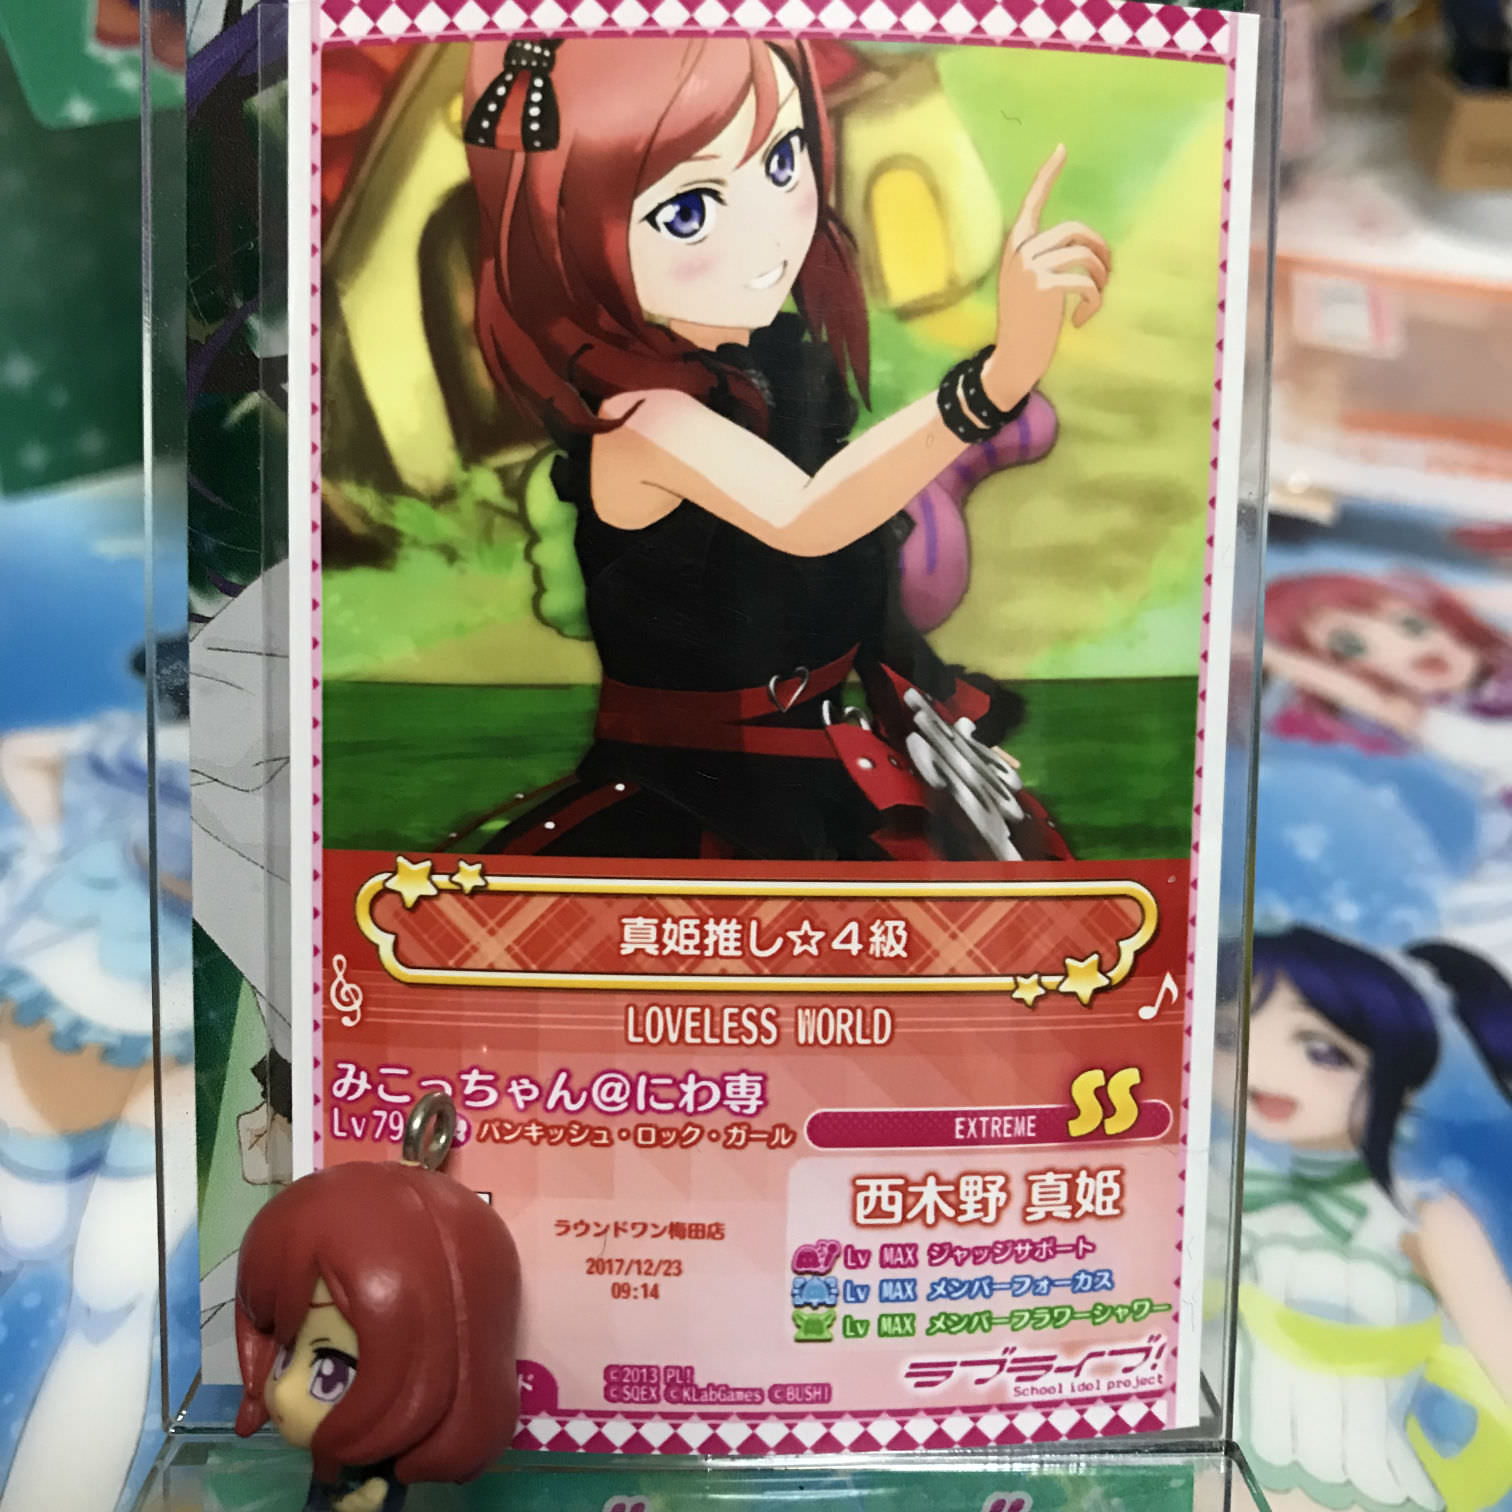 真姫推し☆4級
LOVELESS WORLD
みこっちゃん@にわ専
Lv79
パンキッシュ・ロック・ガール
EXTREME SS
西木野 真姫
ラウンドワン梅田店
2017/12/23
09:14
Lv MAX ジャッジサポート
Lv MAX メンバーフォーカス
Lv MAX メンバーフラワーシャワー
ド
©2013 PL!
©SQEX ©KLabGames ©BUSHI
ラブライブ!
School idol project